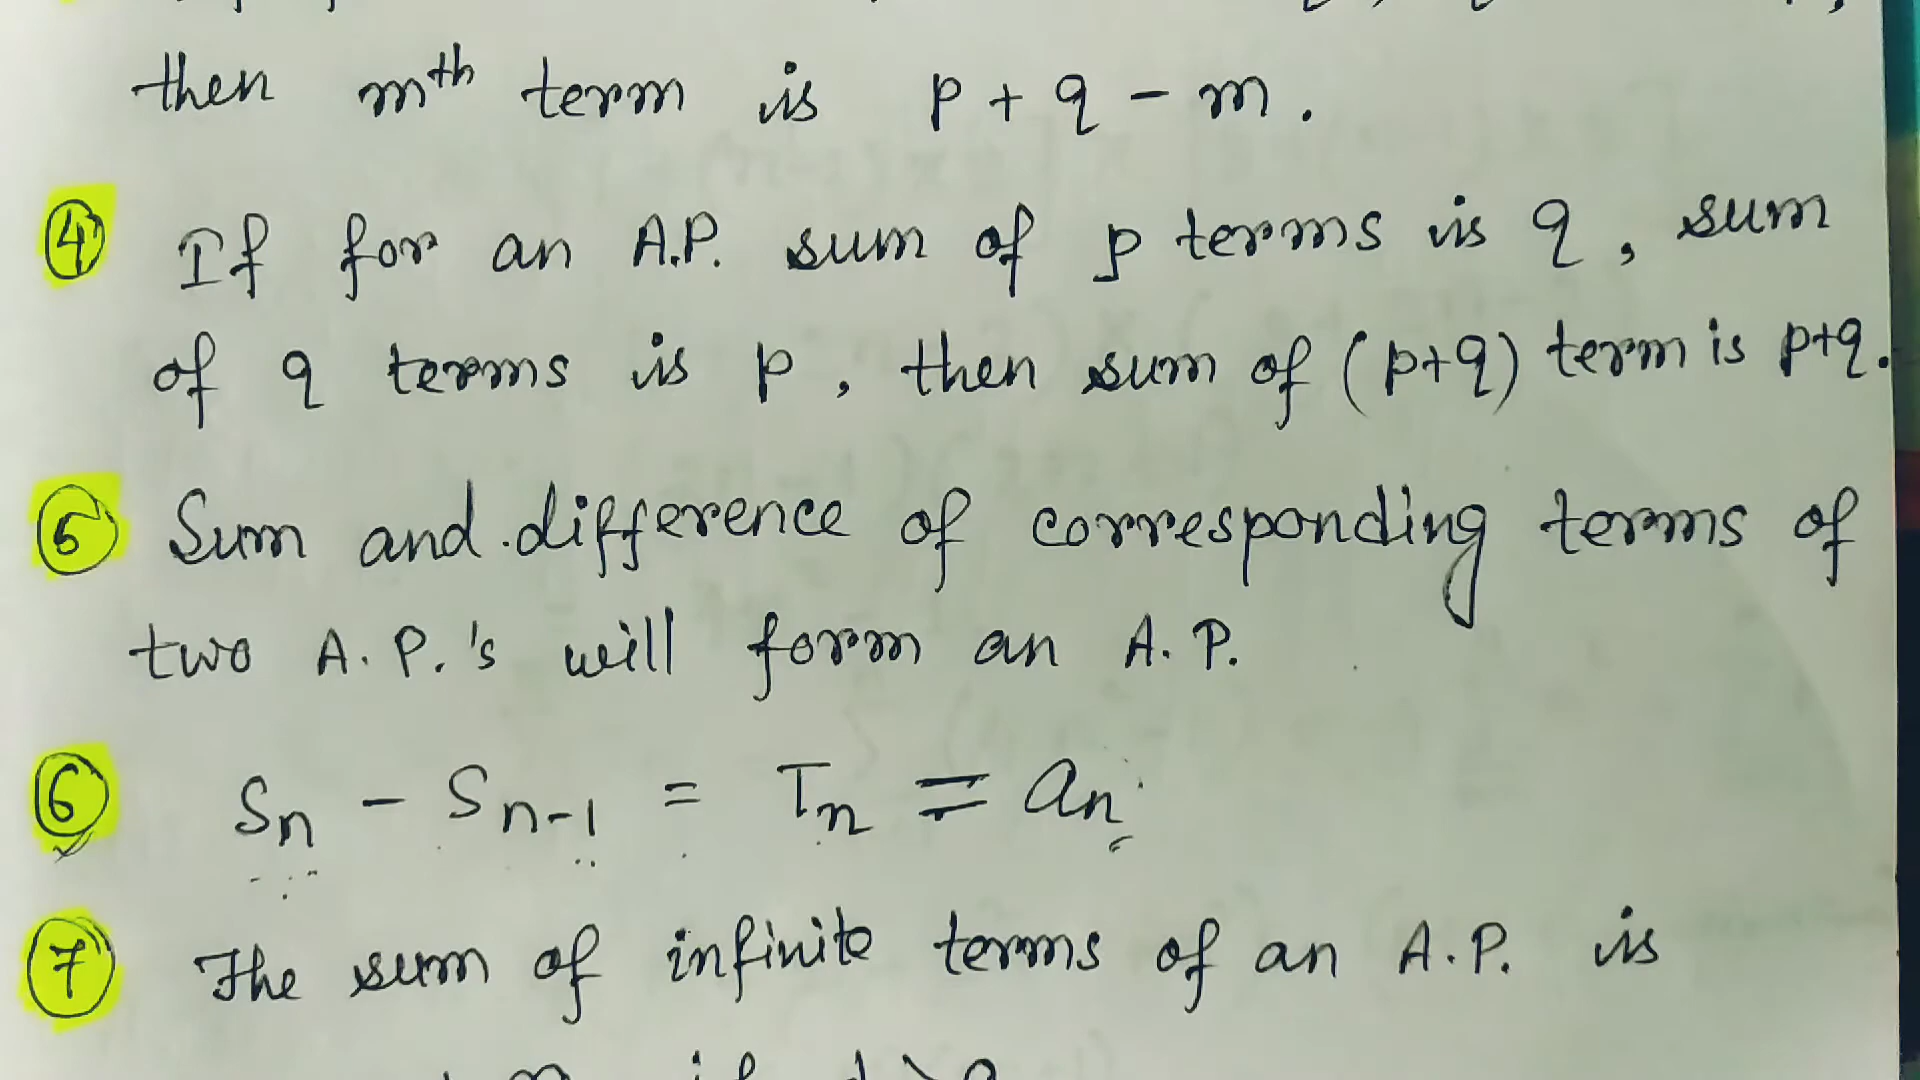 then mth term is p + q - m.
④ If for an A.P. sum of p terms is q, sum
of q terms is p, then sum of (p+q) term is p+q.
⑤ Sum and difference of corresponding terms of
two A.P.'s will form an A.P.
⑥ Sn - Sn-1 = Tn = an
⑦ The sum of infinite terms of an A.P. is
if d>0